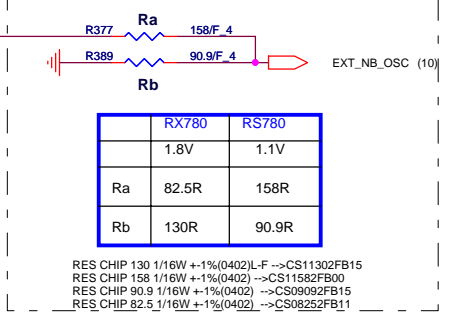 Ra
R377 158/F_4
R389 90.9/F_4
EXT_NB_OSC (10)
Rb
RX780 RS780
1.8V 1.1V
Ra 82.5R 158R
Rb 130R 90.9R
RES CHIP 130 1/16W +-1%(0402)L-F -->CS11302FB15
RES CHIP 158 1/16W +-1%(0402) -->CS11582FB00
RES CHIP 90.9 1/16W +-1%(0402) -->CS09092FB15
RES CHIP 82.5 1/16W +-1%(0402) -->CS08252FB11